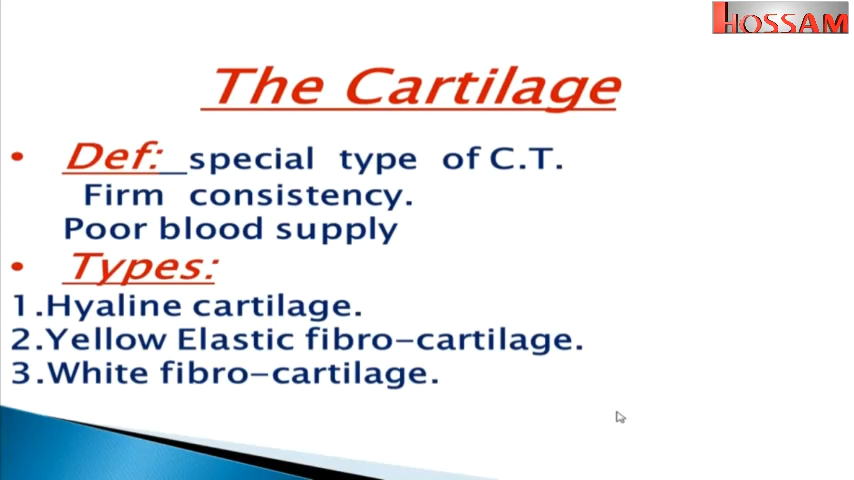 HOSSAM
The Cartilage
• Def: special type of C.T.
Firm consistency.
Poor blood supply
• Types:
1.Hyaline cartilage.
2.Yellow Elastic fibro-cartilage.
3.White fibro-cartilage.